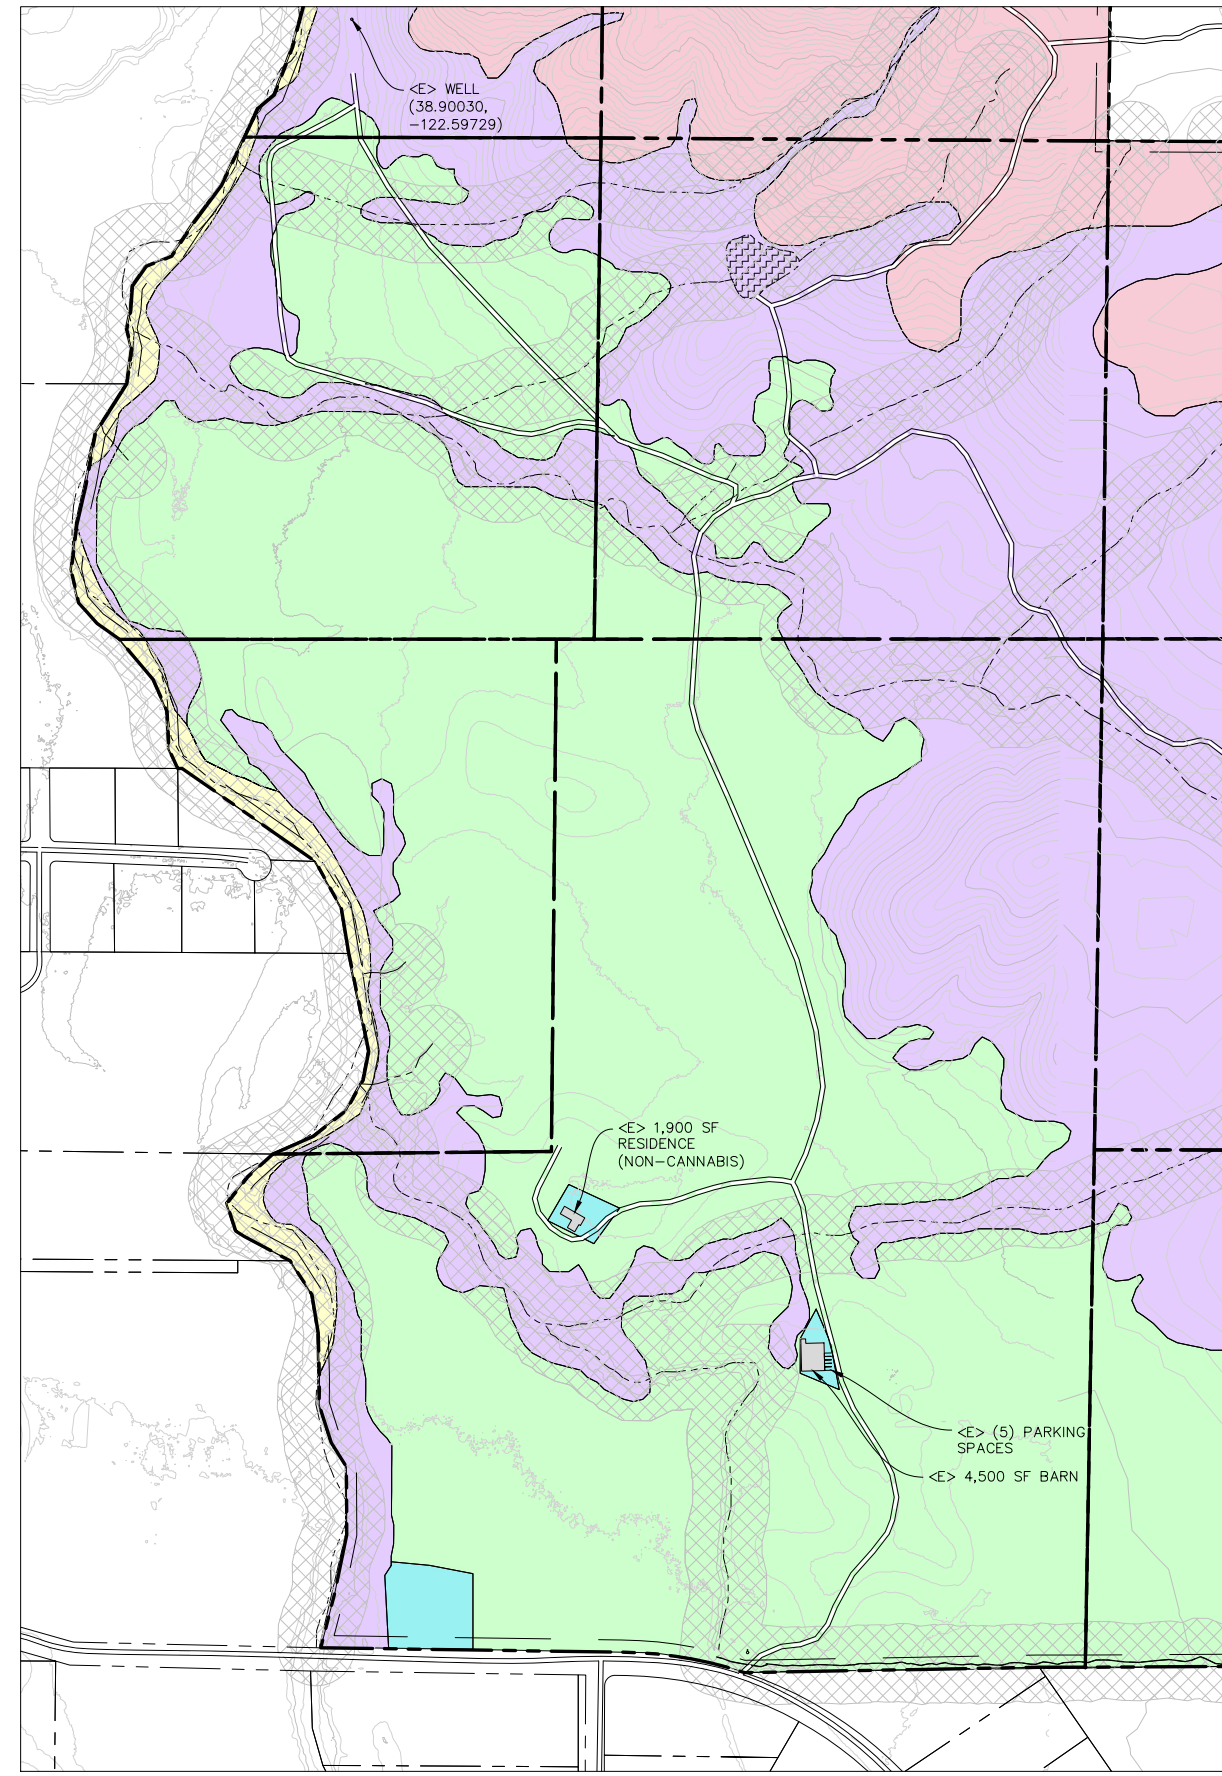 <E> WELL
(38.90030,
-122.59729)
<E> 1,900 SF
RESIDENCE
(NON-CANNABIS)
<E> (5) PARKING
SPACES
<E> 4,500 SF BARN